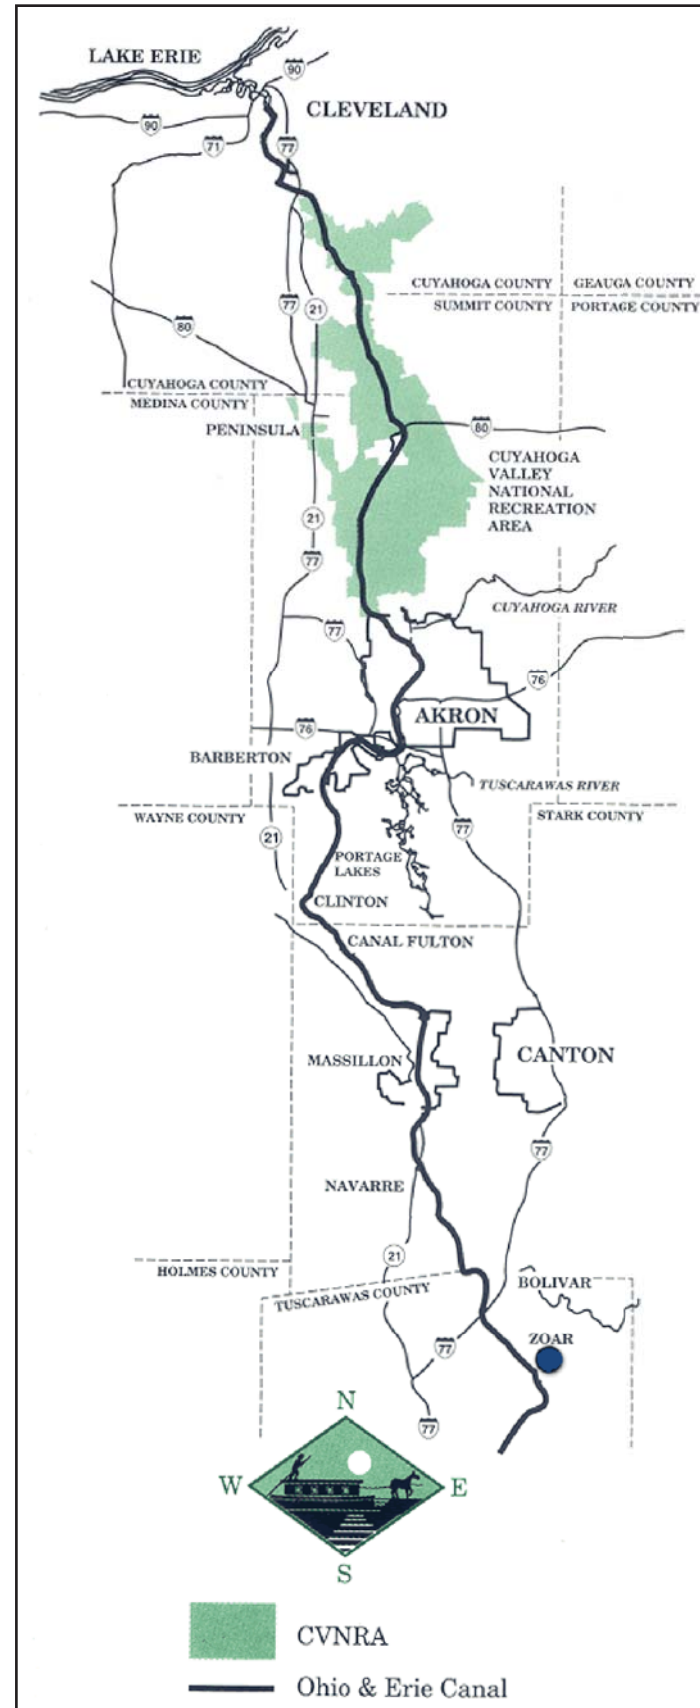 LAKE ERIE
90
CLEVELAND
90
71
77
CUYAHOGA COUNTY
GEAUGA COUNTY
SUMMIT COUNTY
PORTAGE COUNTY
77
21
80
CUYAHOGA COUNTY
MEDINA COUNTY
PENINSULA
80
CUYAHOGA
VALLEY
NATIONAL
RECREATION
AREA
21
77
CUYAHOGA RIVER
77
76
AKRON
76
BARBERTON
TUSCARAWAS RIVER
WAYNE COUNTY
STARK COUNTY
21
77
PORTAGE
LAKES
CLINTON
CANAL FULTON
MASSILLON
CANTON
77
NAVARRE
21
HOLMES COUNTY
TUSCARAWAS COUNTY
BOLIVAR
ZOAR
77
77
N
W
E
S
CVNRA
Ohio & Erie Canal